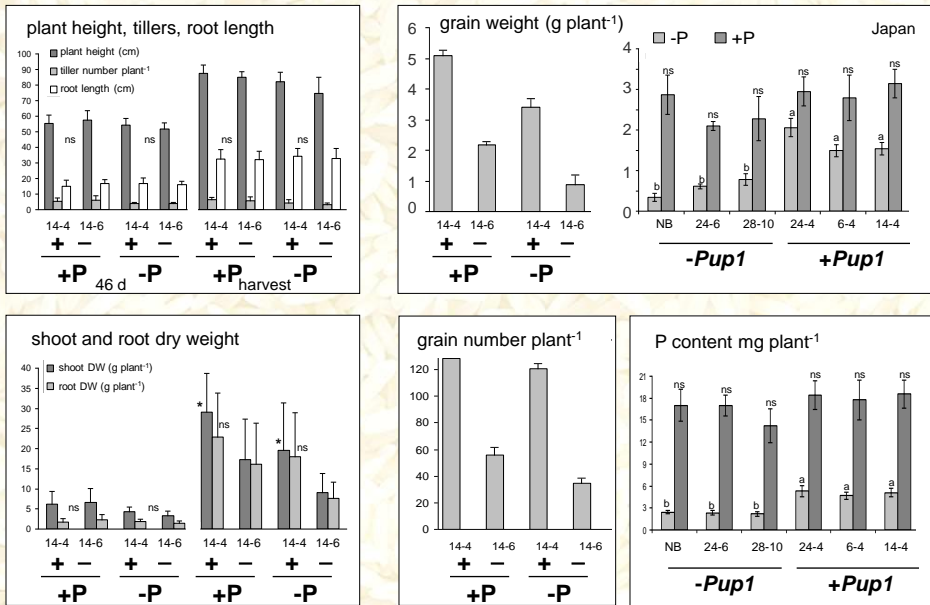 plant height, tillers, root length
plant height (cm)
tiller number plant-1
root length (cm)
100
90
80
70
60
50
40
30
20
10
0
ns
ns
ns
ns
14-4 14-6 14-4 14-6 14-4 14-6 14-4 14-6
+ − + − + − + −
+P -P +P -P
46 d harvest
grain weight (g plant-1)
6
5
4
3
2
1
0
14-4 14-6 14-4 14-6
+ − + −
+P -P
-P +P Japan
4
3
2
1
0
ns ns ns ns ns ns
b b b a a a
NB 24-6 28-10 24-4 6-4 14-4
-Pup1 +Pup1
shoot and root dry weight
shoot DW (g plant-1)
root DW (g plant-1)
40
35
30
25
20
15
10
5
0
ns ns * ns * ns
14-4 14-6 14-4 14-6 14-4 14-6 14-4 14-6
+ − + − + − + −
+P -P +P -P
grain number plant-1
120
100
80
60
40
20
0
14-4 14-6 14-4 14-6
+ − + −
+P -P
P content mg plant-1
21
18
15
12
9
6
3
0
ns ns ns ns ns ns
b b b a a a
NB 24-6 28-10 24-4 6-4 14-4
-Pup1 +Pup1